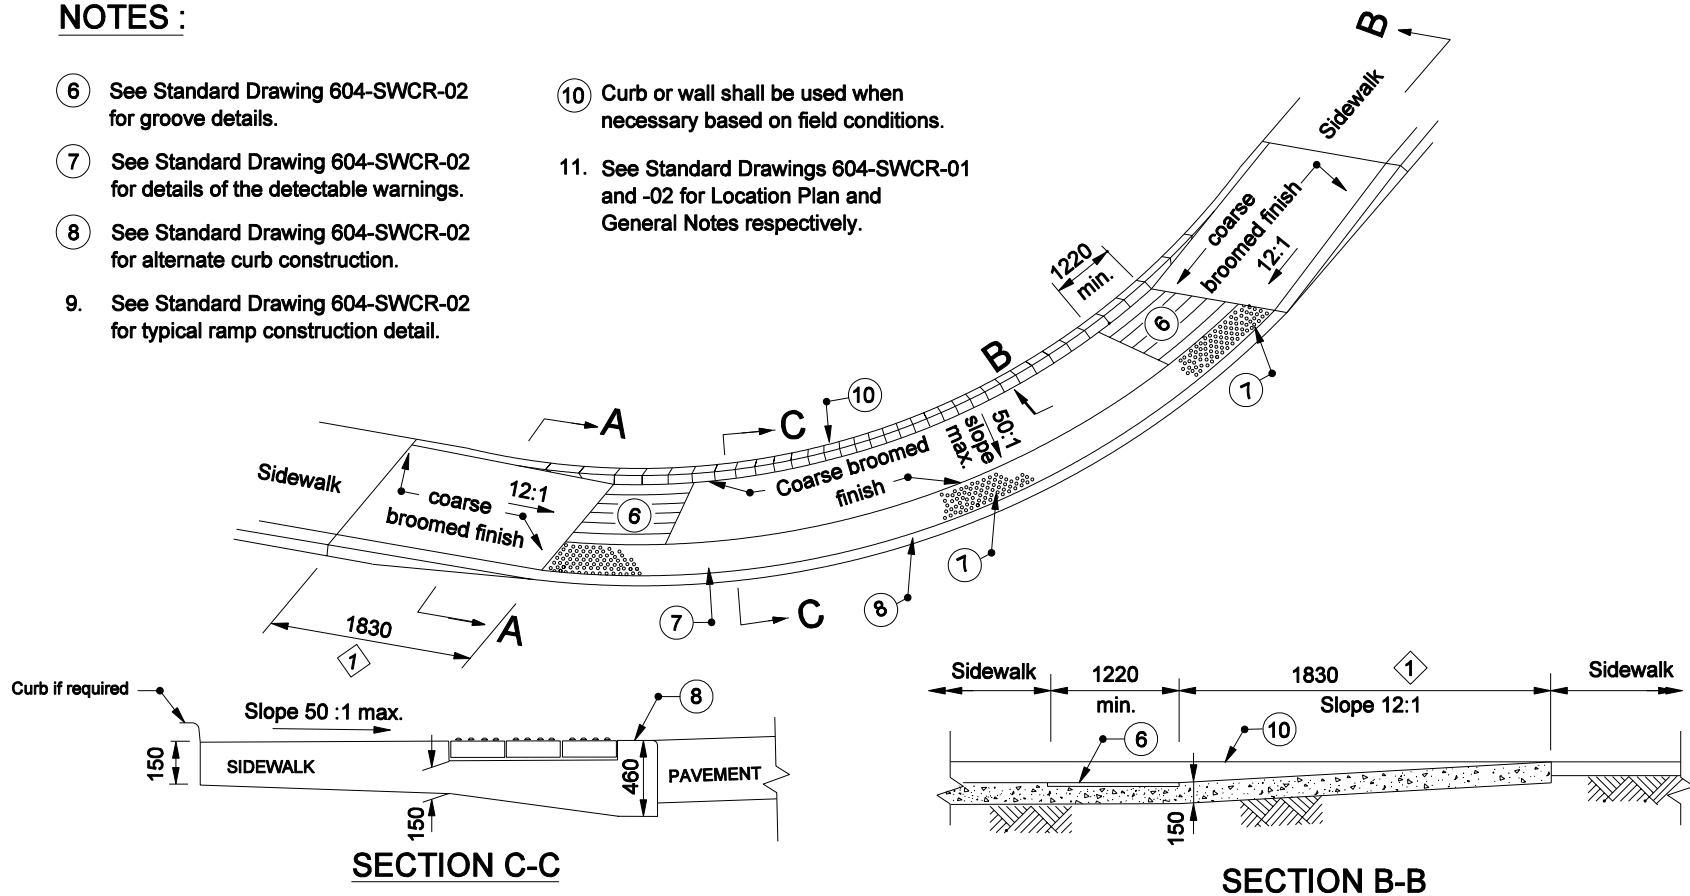 NOTES :
6 See Standard Drawing 604-SWCR-02
for groove details.
7 See Standard Drawing 604-SWCR-02
for details of the detectable warnings.
8 See Standard Drawing 604-SWCR-02
for alternate curb construction.
9. See Standard Drawing 604-SWCR-02
for typical ramp construction detail.
10 Curb or wall shall be used when
necessary based on field conditions.
11. See Standard Drawings 604-SWCR-01
and -02 for Location Plan and
General Notes respectively.
B
Sidewalk
coarse
broomed finish
12:1
1220
min.
6
7
B
10
C
A
50:1
slope
max.
Coarse broomed
finish
Sidewalk
12:1
coarse
broomed finish
6
7
8
7
C
A
1830
1
Curb if required
Slope 50 :1 max.
8
150
SIDEWALK
460
PAVEMENT
150
SECTION C-C
Sidewalk
1220
min.
1830
1
Slope 12:1
Sidewalk
6
10
150
SECTION B-B